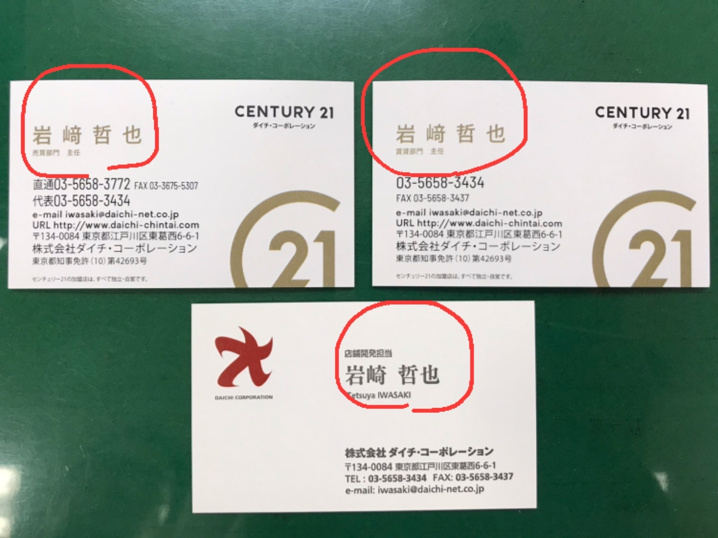 CENTURY 21
ダイチ・コーポレーション
岩﨑哲也
売買部門 主任
直通03-5658-3772 FAX 03-3675-5307
代表03-5658-3434
e-mail iwasaki@daichi-net.co.jp
URL http://www.daichi-chintai.com
〒134-0084 東京都江戸川区東葛西6-6-1
株式会社ダイチ・コーポレーション
東京都知事免許(10)第42693号
センチュリー21の加盟店は、すべて独立・自営です。
21
CENTURY 21
ダイチ・コーポレーション
岩﨑哲也
賃貸部門 主任
03-5658-3434
FAX 03-5658-3437
e-mail iwasaki@daichi-net.co.jp
URL http://www.daichi-chintai.com
〒134-0084 東京都江戸川区東葛西6-6-1
株式会社ダイチ・コーポレーション
東京都知事免許(10)第42693号
センチュリー21の加盟店は、すべて独立・自営です。
21
DAICHI CORPORATION
店舗開発担当
岩崎 哲也
Tetsuya IWASAKI
株式会社 ダイチ・コーポレーション
〒134-0084 東京都江戸川区東葛西6-6-1
TEL : 03-5658-3434 FAX: 03-5658-3437
e-mail: iwasaki@daichi-net.co.jp